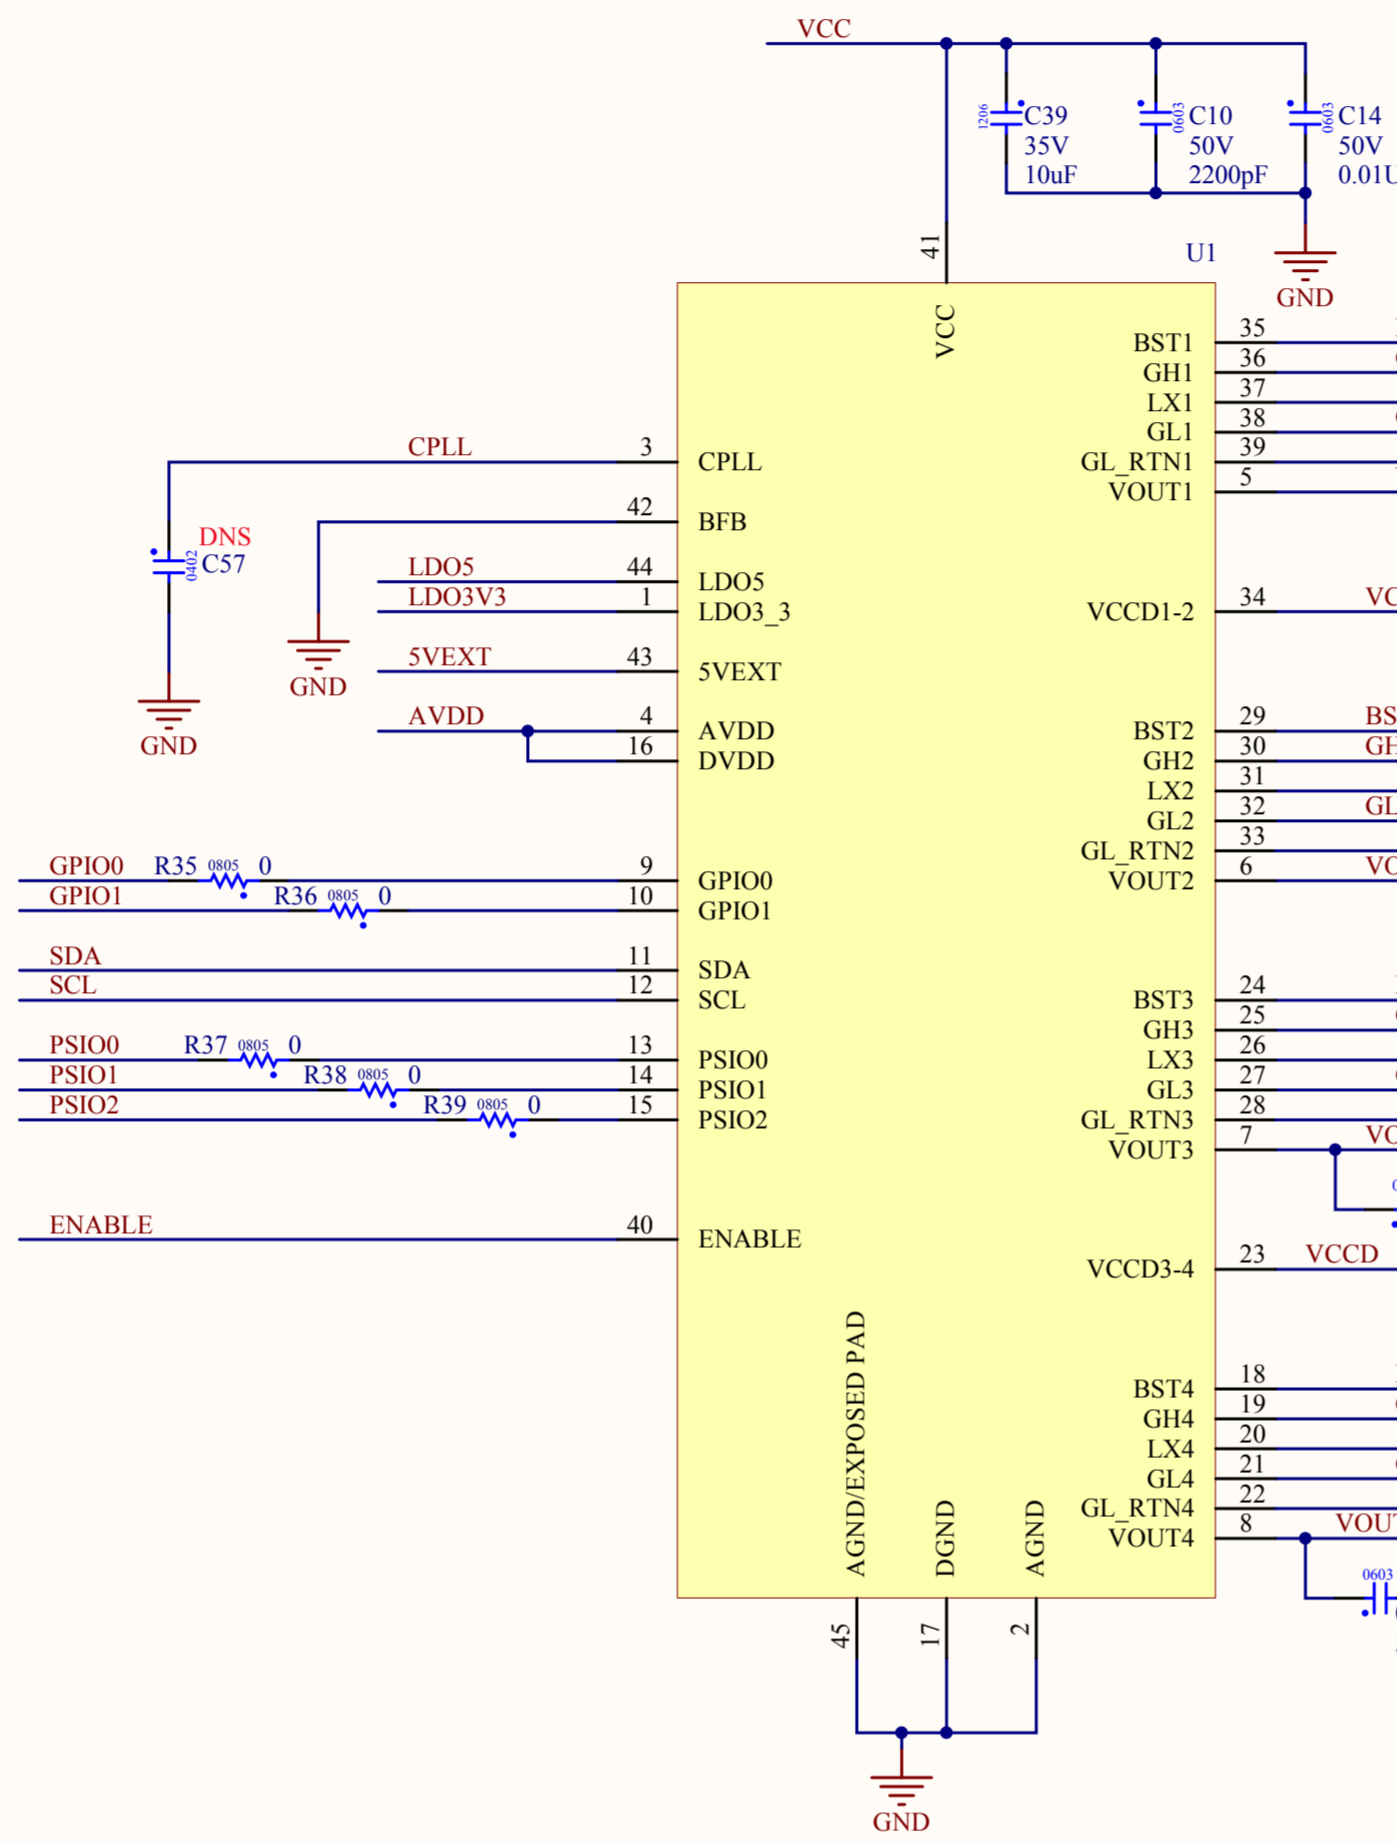 VCC
1206
C39
35V
10uF
0603
C10
50V
2200pF
0603
C14
50V
0.01U
GND
41
U1
VCC
BST1 35
GH1 36
LX1 37
GL1 38
GL_RTN1 39
VOUT1 5
CPLL 3 CPLL
42 BFB
DNS
0402
C57
GND
GND
LDO5 44 LDO5
LDO3V3 1 LDO3_3
VCCD1-2 34 VC
5VEXT 43 5VEXT
AVDD 4 AVDD
16 DVDD
BST2 29 BS
GH2 30 GH
LX2 31
GL2 32 GL
GL_RTN2 33
VOUT2 6 VO
GPIO0 R35 0805 0 9 GPIO0
GPIO1 R36 0805 0 10 GPIO1
SDA 11 SDA
SCL 12 SCL
BST3 24
GH3 25
LX3 26
GL3 27
GL_RTN3 28
VOUT3 7 VO
PSIO0 R37 0805 0 13 PSIO0
PSIO1 R38 0805 0 14 PSIO1
PSIO2 R39 0805 0 15 PSIO2
ENABLE 40 ENABLE
VCCD3-4 23 VCCD
BST4 18
GH4 19
LX4 20
GL4 21
GL_RTN4 22
VOUT4 8 VOUT
0603
AGND/EXPOSED PAD
DGND
AGND
45
17
2
GND